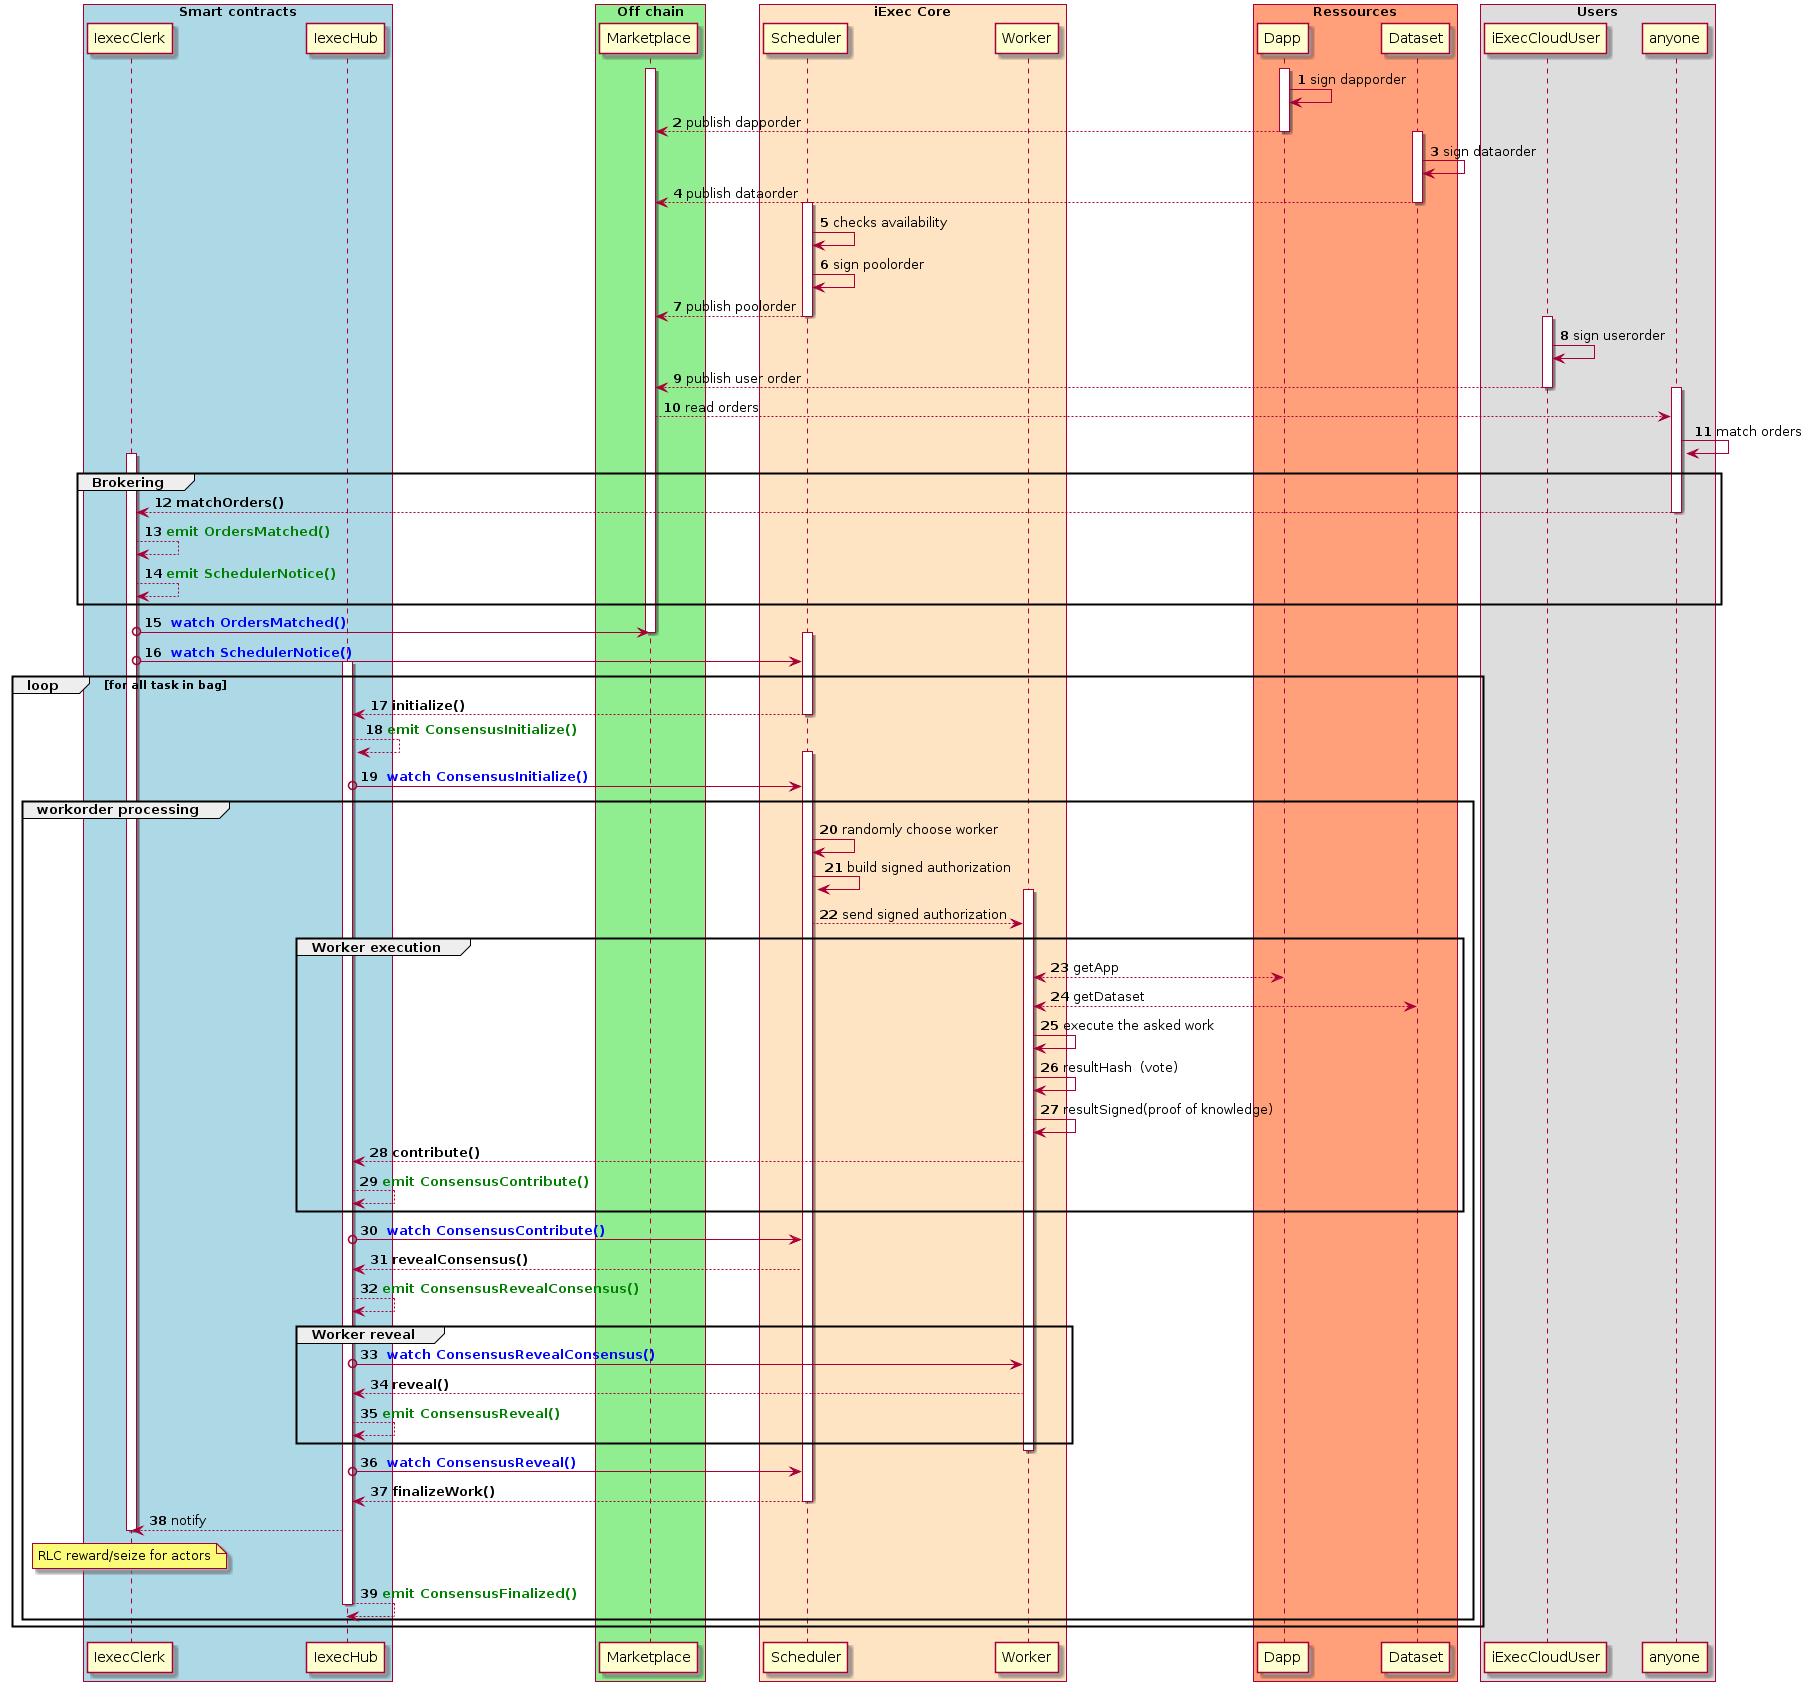 Smart contracts
Off chain
iExec Core
Ressources
Users
IexecClerk
IexecHub
Marketplace
Scheduler
Worker
Dapp
Dataset
iExecCloudUser
anyone
1 sign dapporder
2 publish dapporder
3 sign dataorder
4 publish dataorder
5 checks availability
6 sign poolorder
7 publish poolorder
8 sign userorder
9 publish user order
10 read orders
11 match orders
Brokering
12 matchOrders()
13 emit OrdersMatched()
14 emit SchedulerNotice()
15 watch OrdersMatched()
16 watch SchedulerNotice()
loop [for all task in bag]
17 initialize()
18 emit ConsensusInitialize()
19 watch ConsensusInitialize()
workorder processing
20 randomly choose worker
21 build signed authorization
22 send signed authorization
Worker execution
23 getApp
24 getDataset
25 execute the asked work
26 resultHash (vote)
27 resultSigned(proof of knowledge)
28 contribute()
29 emit ConsensusContribute()
30 watch ConsensusContribute()
31 revealConsensus()
32 emit ConsensusRevealConsensus()
Worker reveal
33 watch ConsensusRevealConsensus()
34 reveal()
35 emit ConsensusReveal()
36 watch ConsensusReveal()
37 finalizeWork()
38 notify
RLC reward/seize for actors
39 emit ConsensusFinalized()
IexecClerk
IexecHub
Marketplace
Scheduler
Worker
Dapp
Dataset
iExecCloudUser
anyone